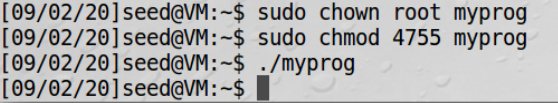 [09/02/20]seed@VM:~$ sudo chown root myprog
[09/02/20]seed@VM:~$ sudo chmod 4755 myprog
[09/02/20]seed@VM:~$ ./myprog
[09/02/20]seed@VM:~$